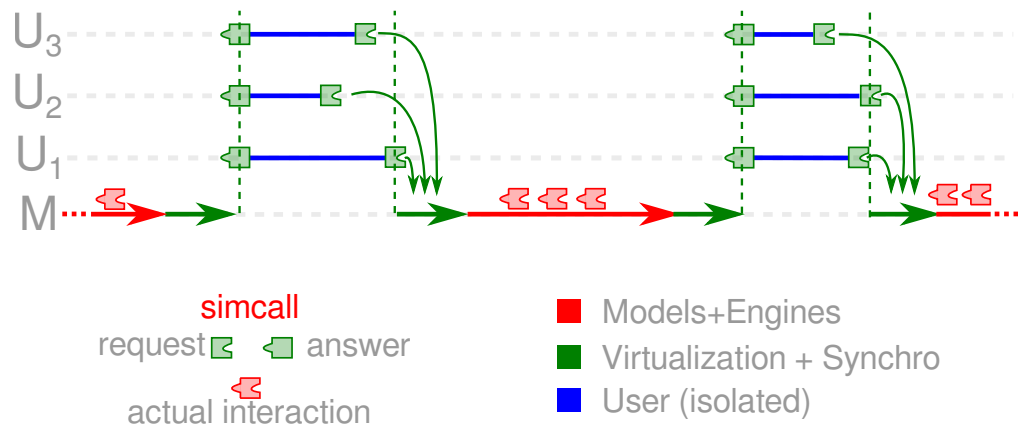 U3
U2
U1
M
simcall
request answer
actual interaction
Models+Engines
Virtualization + Synchro
User (isolated)